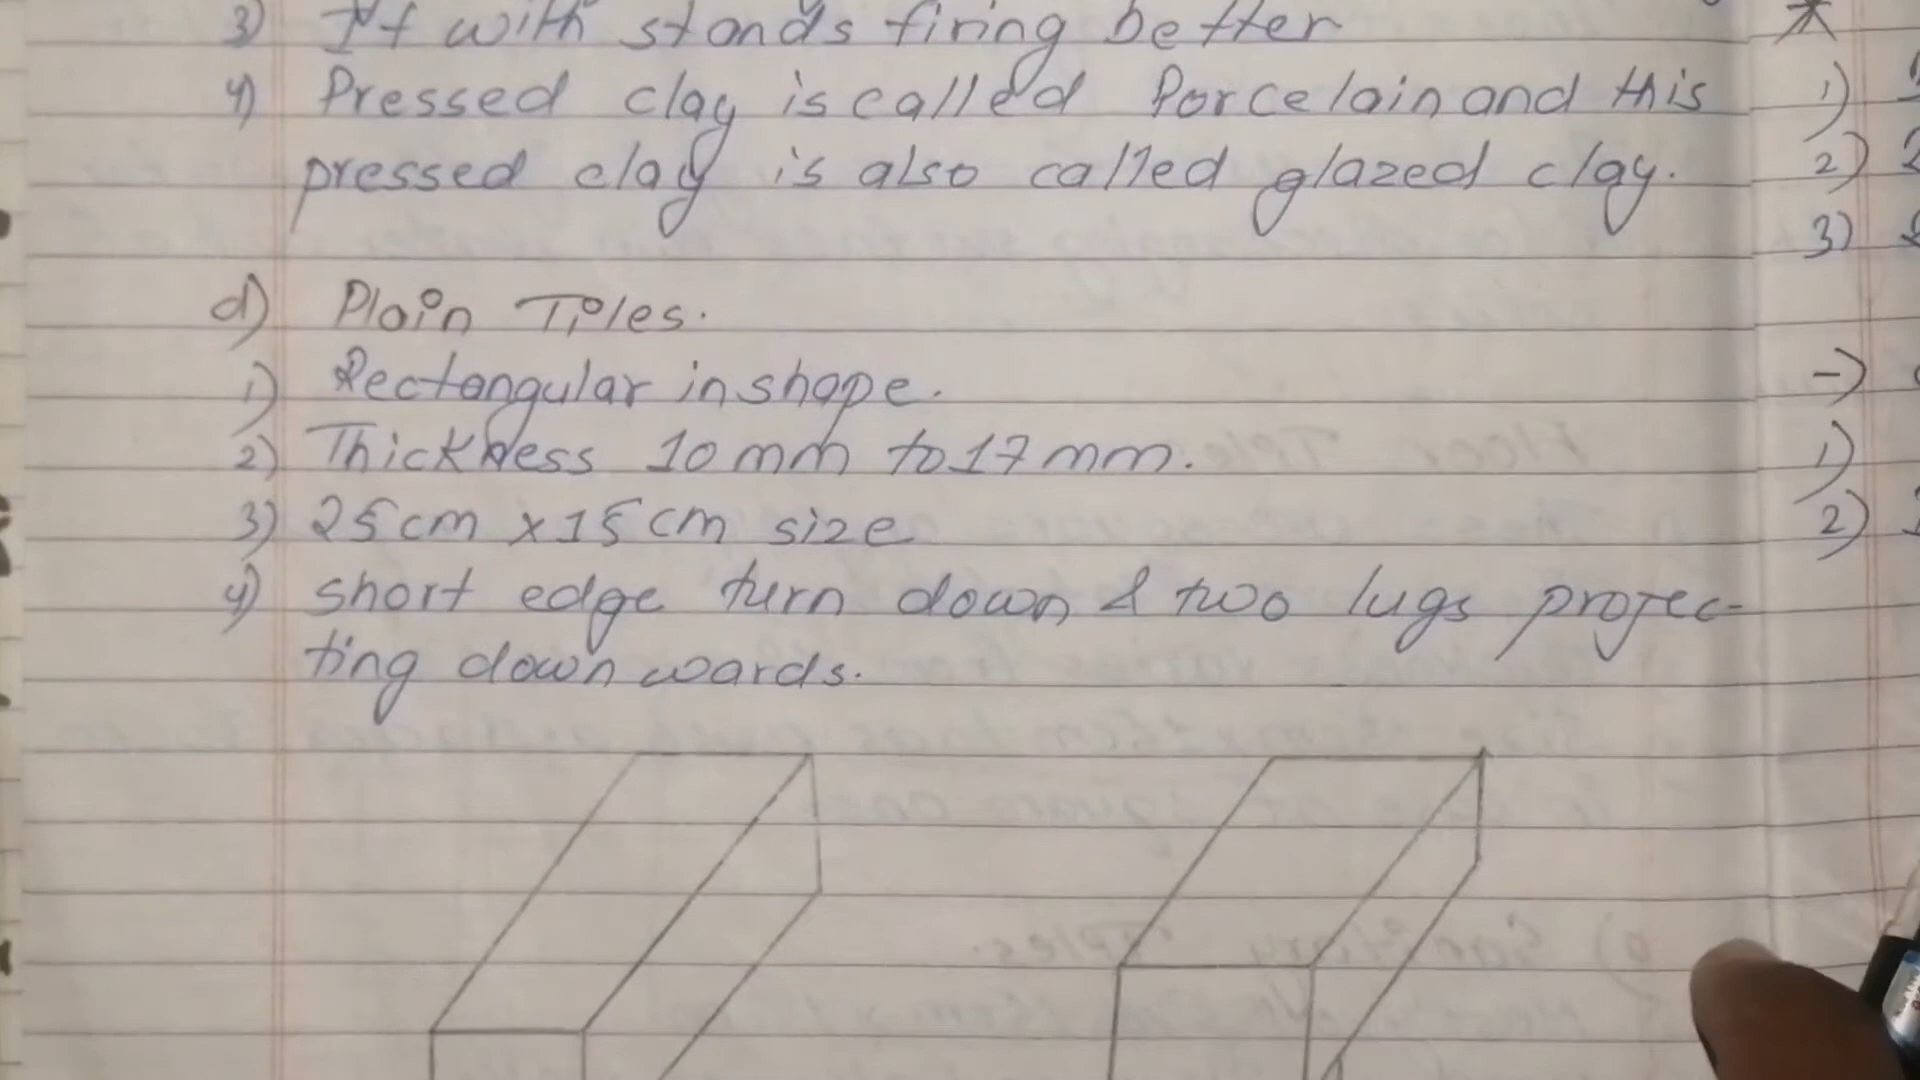 3) It with stands firing better
4) Pressed clay is called Porcelain and this
pressed clay is also called glazed clay.
d) Plain Tiles.
1) Rectangular in shape.
2) Thickness 10 mm to 17 mm.
3) 25 cm x 15 cm size
4) short edge turn down & two lugs projec-
ting down wards.
1)
2)
3)
1)
2)